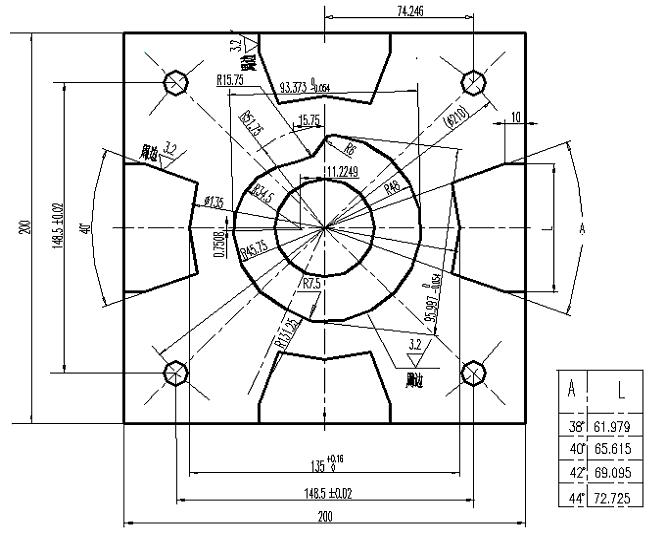 74.246
3.2
周边
R15.75
93.373 0 -0.054
R51.75
15.75
(Φ210)
10
R6
3.2
周边
11.2249
R48
R34.5
Φ135
200
148.5±0.02
40°
0.7508
L
A
R45.75
R7.5
95.997 0 -0.054
R131.25
3.2
周边
135 +0.16 0
148.5±0.02
200
A L
38° 61.979
40° 65.615
42° 69.095
44° 72.725